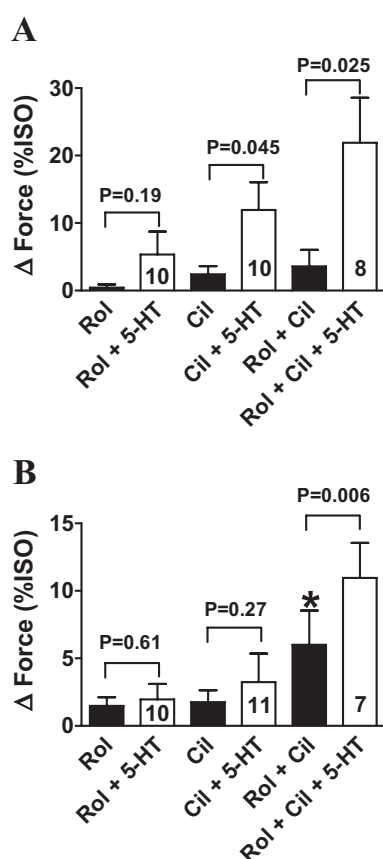 A
P=0.025
30
P=0.045
20
P=0.19
10
0
Δ Force (%ISO)
10
10
8
Rol
Rol + 5-HT
Cil
Cil + 5-HT
Rol + Cil
Rol + Cil + 5-HT
B
P=0.006
15
P=0.27
10
P=0.61
*
5
0
Δ Force (%ISO)
10
11
7
Rol
Rol + 5-HT
Cil
Cil + 5-HT
Rol + Cil
Rol + Cil + 5-HT